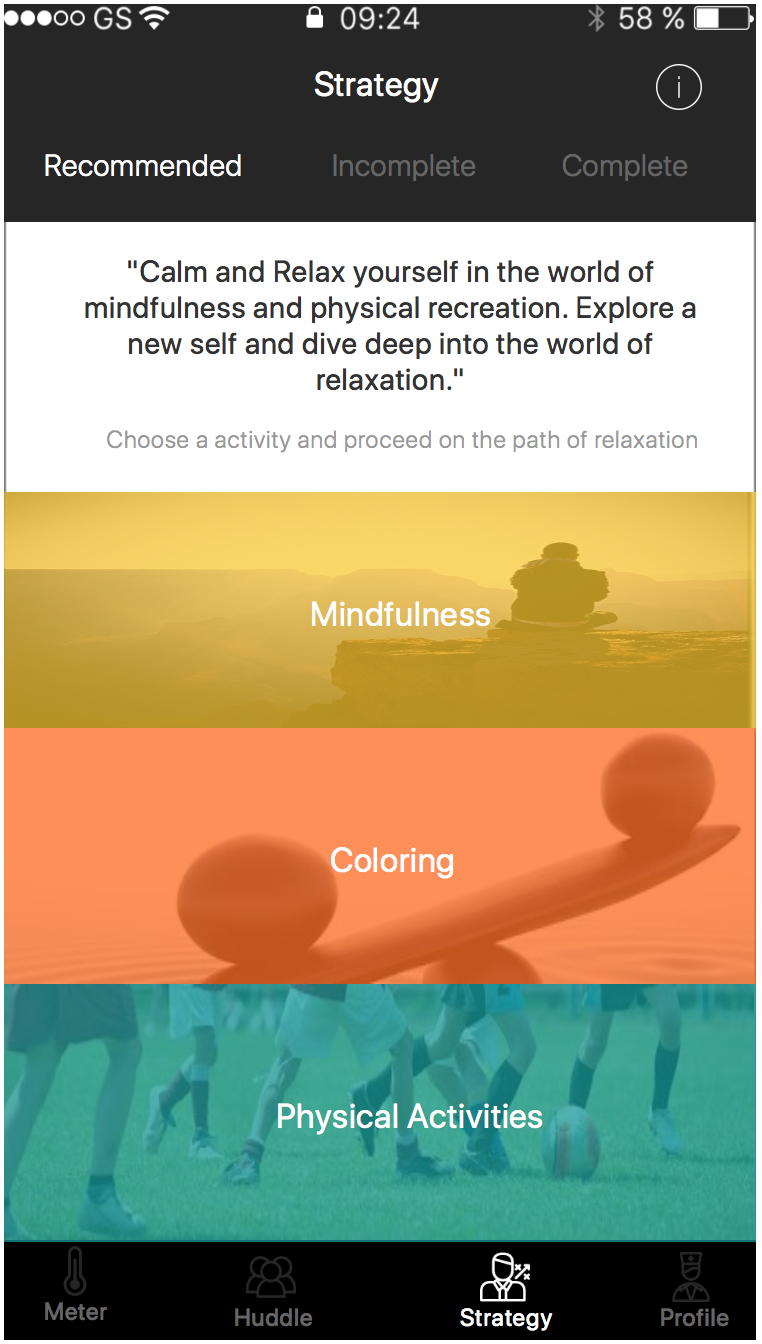 GS 09:24 58 %
Strategy
Recommended Incomplete Complete
"Calm and Relax yourself in the world of
mindfulness and physical recreation. Explore a
new self and dive deep into the world of
relaxation."
Choose a activity and proceed on the path of relaxation
Mindfulness
Coloring
Physical Activities
Meter Huddle Strategy Profile